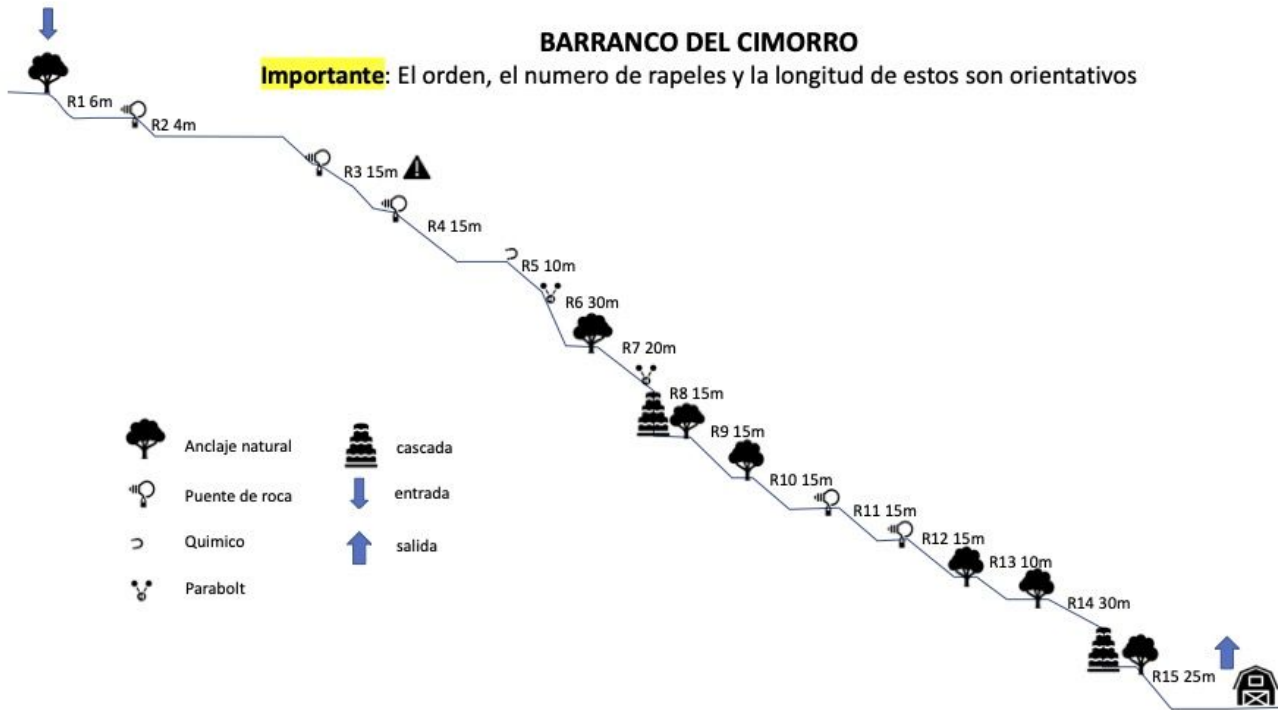 BARRANCO DEL CIMORRO
Importante: El orden, el numero de rapeles y la longitud de estos son orientativos
R1 6m
R2 4m
R3 15m
R4 15m
R5 10m
R6 30m
R7 20m
R8 15m
R9 15m
R10 15m
R11 15m
R12 15m
R13 10m
R14 30m
R15 25m
Anclaje natural
Puente de roca
Quimico
Parabolt
cascada
entrada
salida